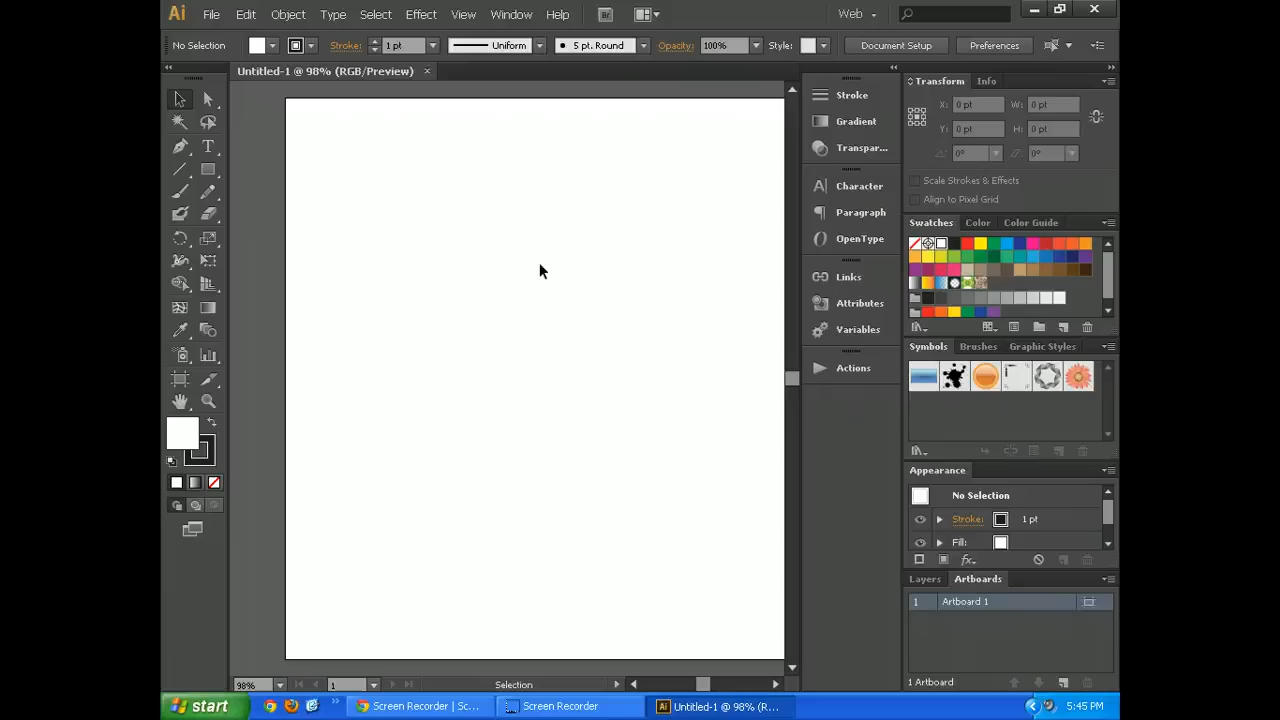 Ai File Edit Object Type Select Effect View Window Help Br Web
No Selection Stroke: 1 pt Uniform 5 pt. Round Opacity: 100% Style: Document Setup Preferences
Untitled-1 @ 98% (RGB/Preview)
Stroke
Gradient
Transpar...
Character
Paragraph
OpenType
Links
Attributes
Variables
Actions
Transform Info
X: 0 pt W: 0 pt
Y: 0 pt H: 0 pt
0° 0°
Scale Strokes & Effects
Align to Pixel Grid
Swatches Color Color Guide
Symbols Brushes Graphic Styles
Appearance
No Selection
Stroke: 1 pt
Fill:
fx
Layers Artboards
1 Artboard 1
1 Artboard
98% 1 Selection
start Screen Recorder | Sc... Screen Recorder Ai Untitled-1 @ 98% (R... 5:45 PM